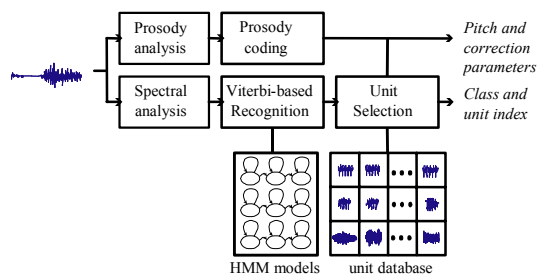 Prosody
analysis
Prosody
coding
Pitch and
correction
parameters
Spectral
analysis
Viterbi-based
Recognition
Unit
Selection
Class and
unit index
HMM models
unit database